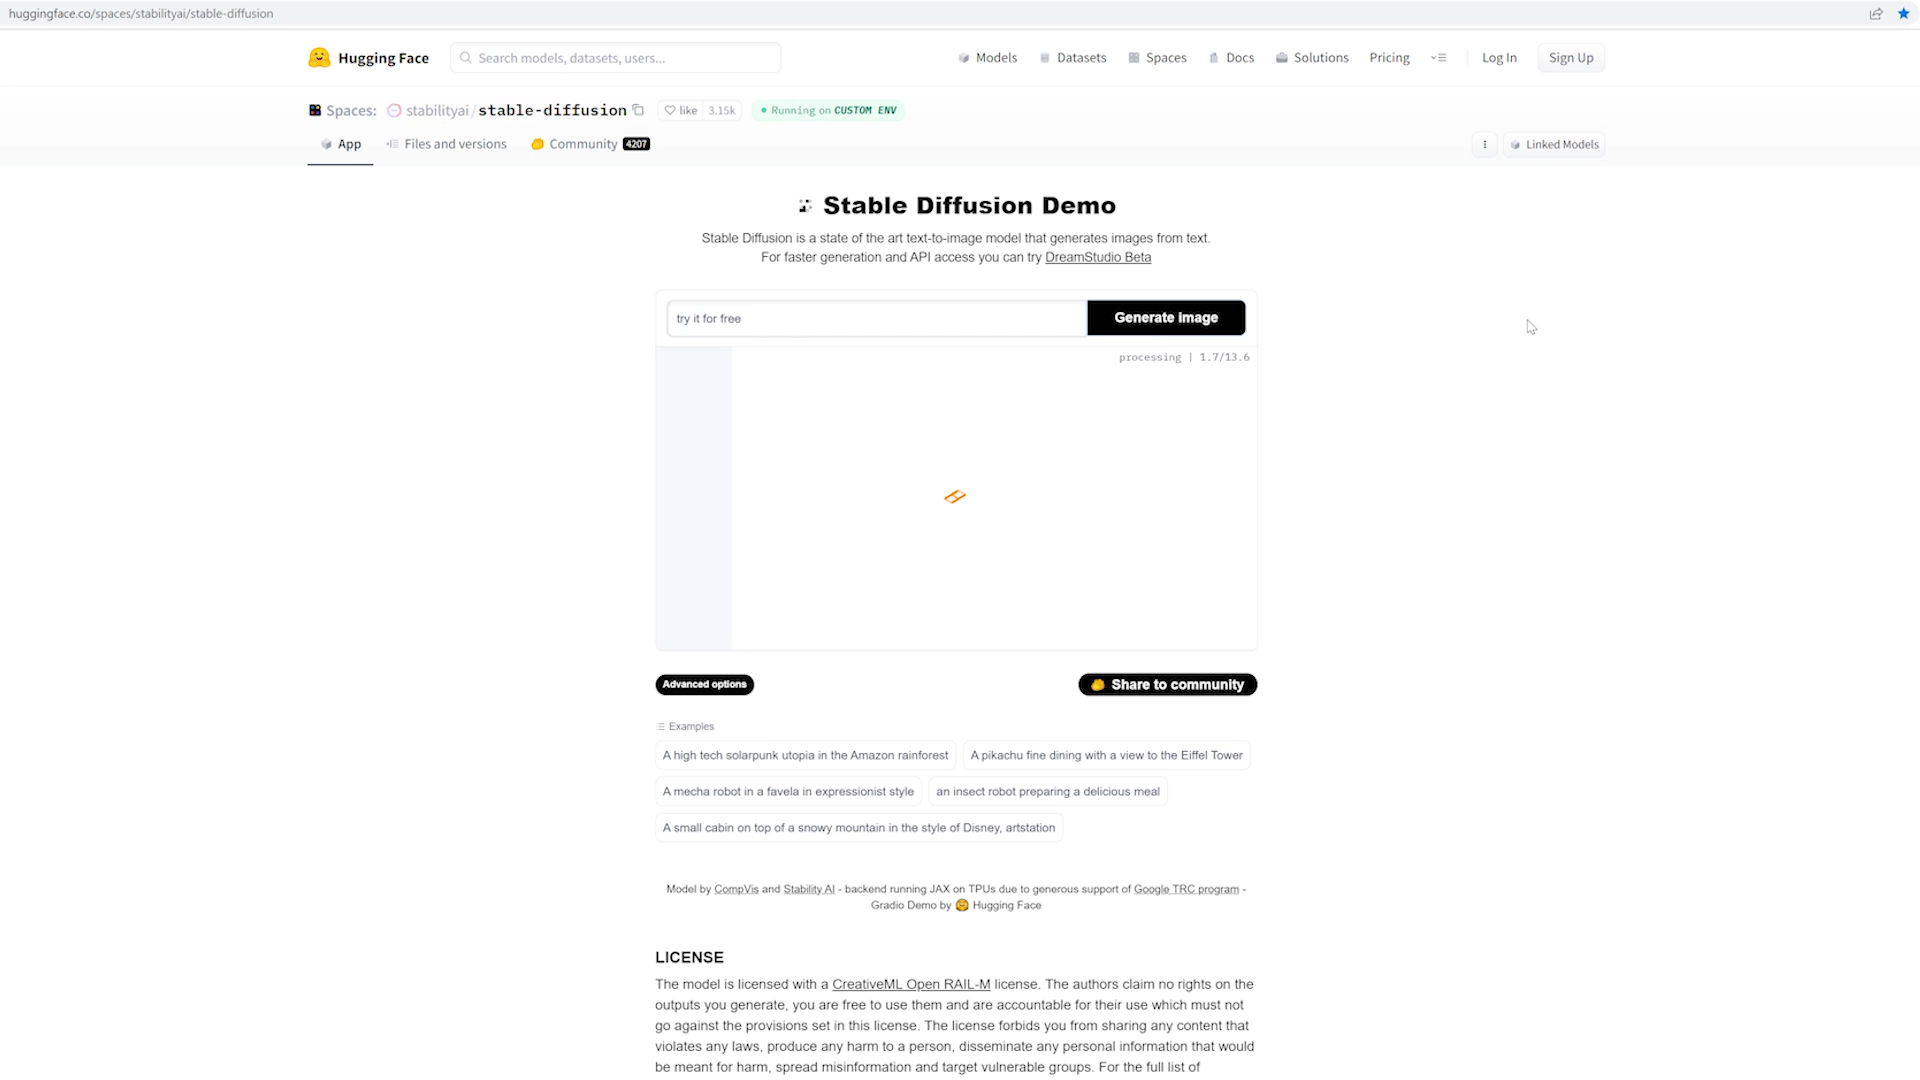 huggingface.co/spaces/stabilityai/stable-diffusion
Hugging Face
Search models, datasets, users...
Models
Datasets
Spaces
Docs
Solutions
Pricing
Log In
Sign Up
Spaces:
stabilityai/stable-diffusion
like
3.15k
Running on CUSTOM ENV
App
Files and versions
Community
4207
Linked Models
Stable Diffusion Demo
Stable Diffusion is a state of the art text-to-image model that generates images from text.
For faster generation and API access you can try DreamStudio Beta
try it for free
Generate image
processing | 1.7/13.6
Advanced options
Share to community
Examples
A high tech solarpunk utopia in the Amazon rainforest
A pikachu fine dining with a view to the Eiffel Tower
A mecha robot in a favela in expressionist style
an insect robot preparing a delicious meal
A small cabin on top of a snowy mountain in the style of Disney, artstation
Model by CompVis and Stability AI - backend running JAX on TPUs due to generous support of Google TRC program -
Gradio Demo by Hugging Face
LICENSE
The model is licensed with a CreativeML Open RAIL-M license. The authors claim no rights on the
outputs you generate, you are free to use them and are accountable for their use which must not
go against the provisions set in this license. The license forbids you from sharing any content that
violates any laws, produce any harm to a person, disseminate any personal information that would
be meant for harm, spread misinformation and target vulnerable groups. For the full list of